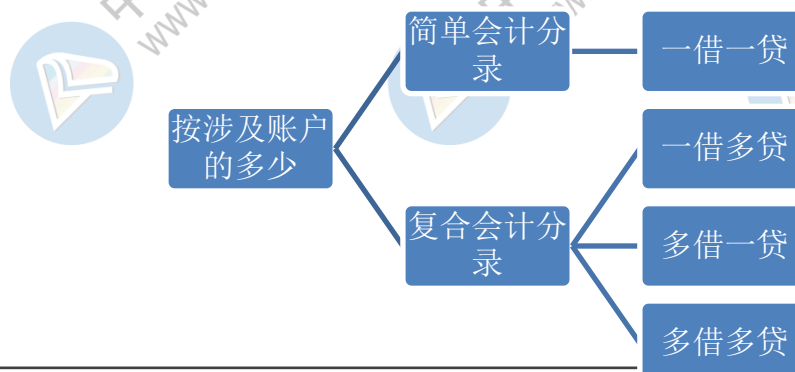 简单会计分
录
一借一贷
按涉及账户
的多少
一借多贷
复合会计分
录
多借一贷
多借多贷